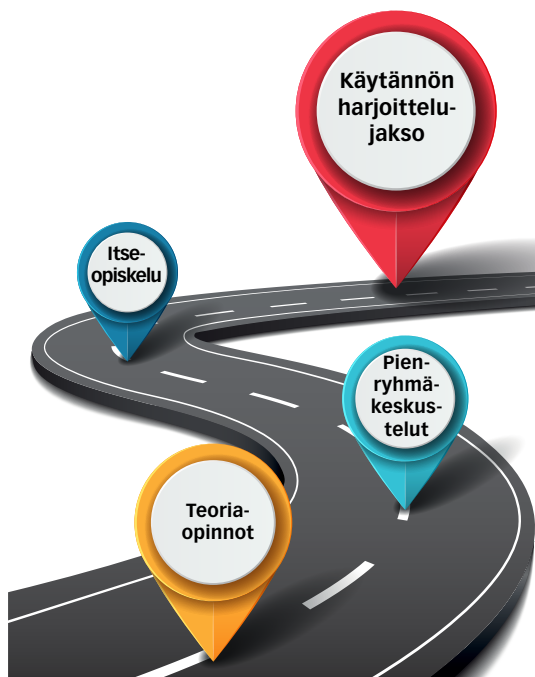 Käytännön
harjoittelu-
jakso
Itse-
opiskelu
Pien-
ryhmä-
keskus-
telut
Teoria-
opinnot